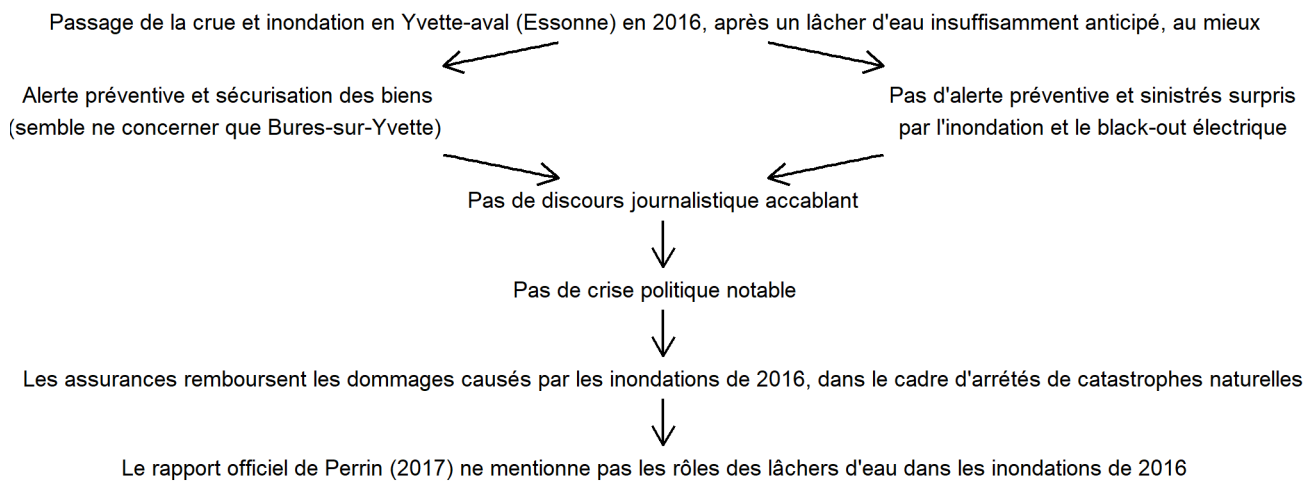 Passage de la crue et inondation en Yvette-aval (Essonne) en 2016, après un lâcher d'eau insuffisamment anticipé, au mieux
Alerte préventive et sécurisation des biens
(semble ne concerner que Bures-sur-Yvette)
Pas d'alerte préventive et sinistrés surpris
par l'inondation et le black-out électrique
Pas de discours journalistique accablant
Pas de crise politique notable
Les assurances remboursent les dommages causés par les inondations de 2016, dans le cadre d'arrétés de catastrophes naturelles
Le rapport officiel de Perrin (2017) ne mentionne pas les rôles des lâchers d'eau dans les inondations de 2016